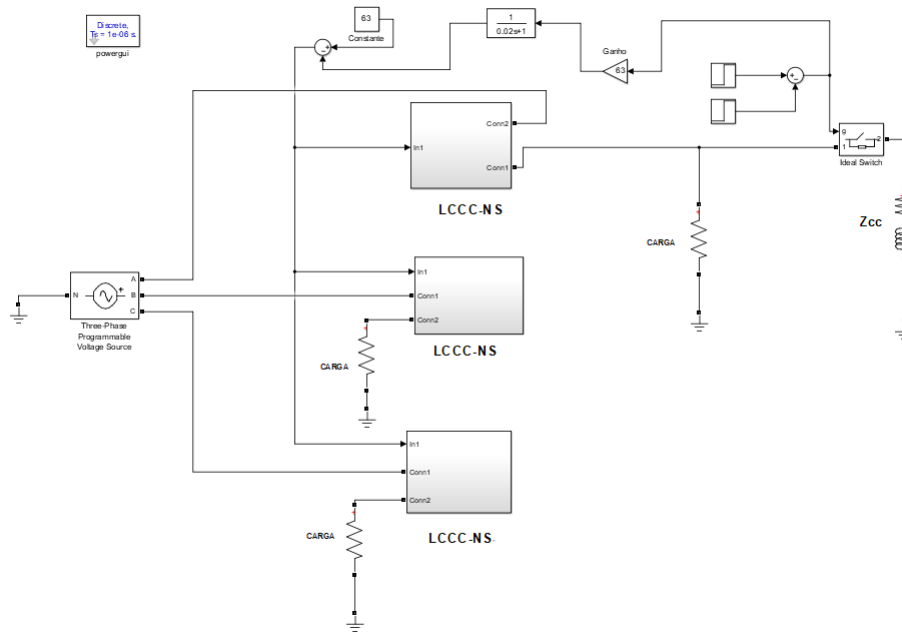 Discrete,
Ts = 1e-06 s.
powergui
63
Constante
1
0.02s+1
Ganho
63
Conn2
In1
Conn1
LCCC-NS
g
1
2
Ideal Switch
Zcc
CARGA
N
A
B
C
Three-Phase
Programmable
Voltage Source
In1
Conn1
Conn2
LCCC-NS
CARGA
In1
Conn1
Conn2
LCCC-NS
CARGA